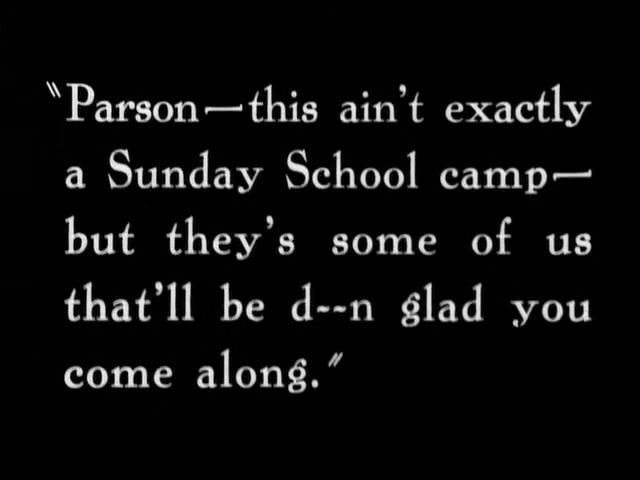 "Parson—this ain't exactly
a Sunday School camp—
but they's some of us
that'll be d--n glad you
come along."